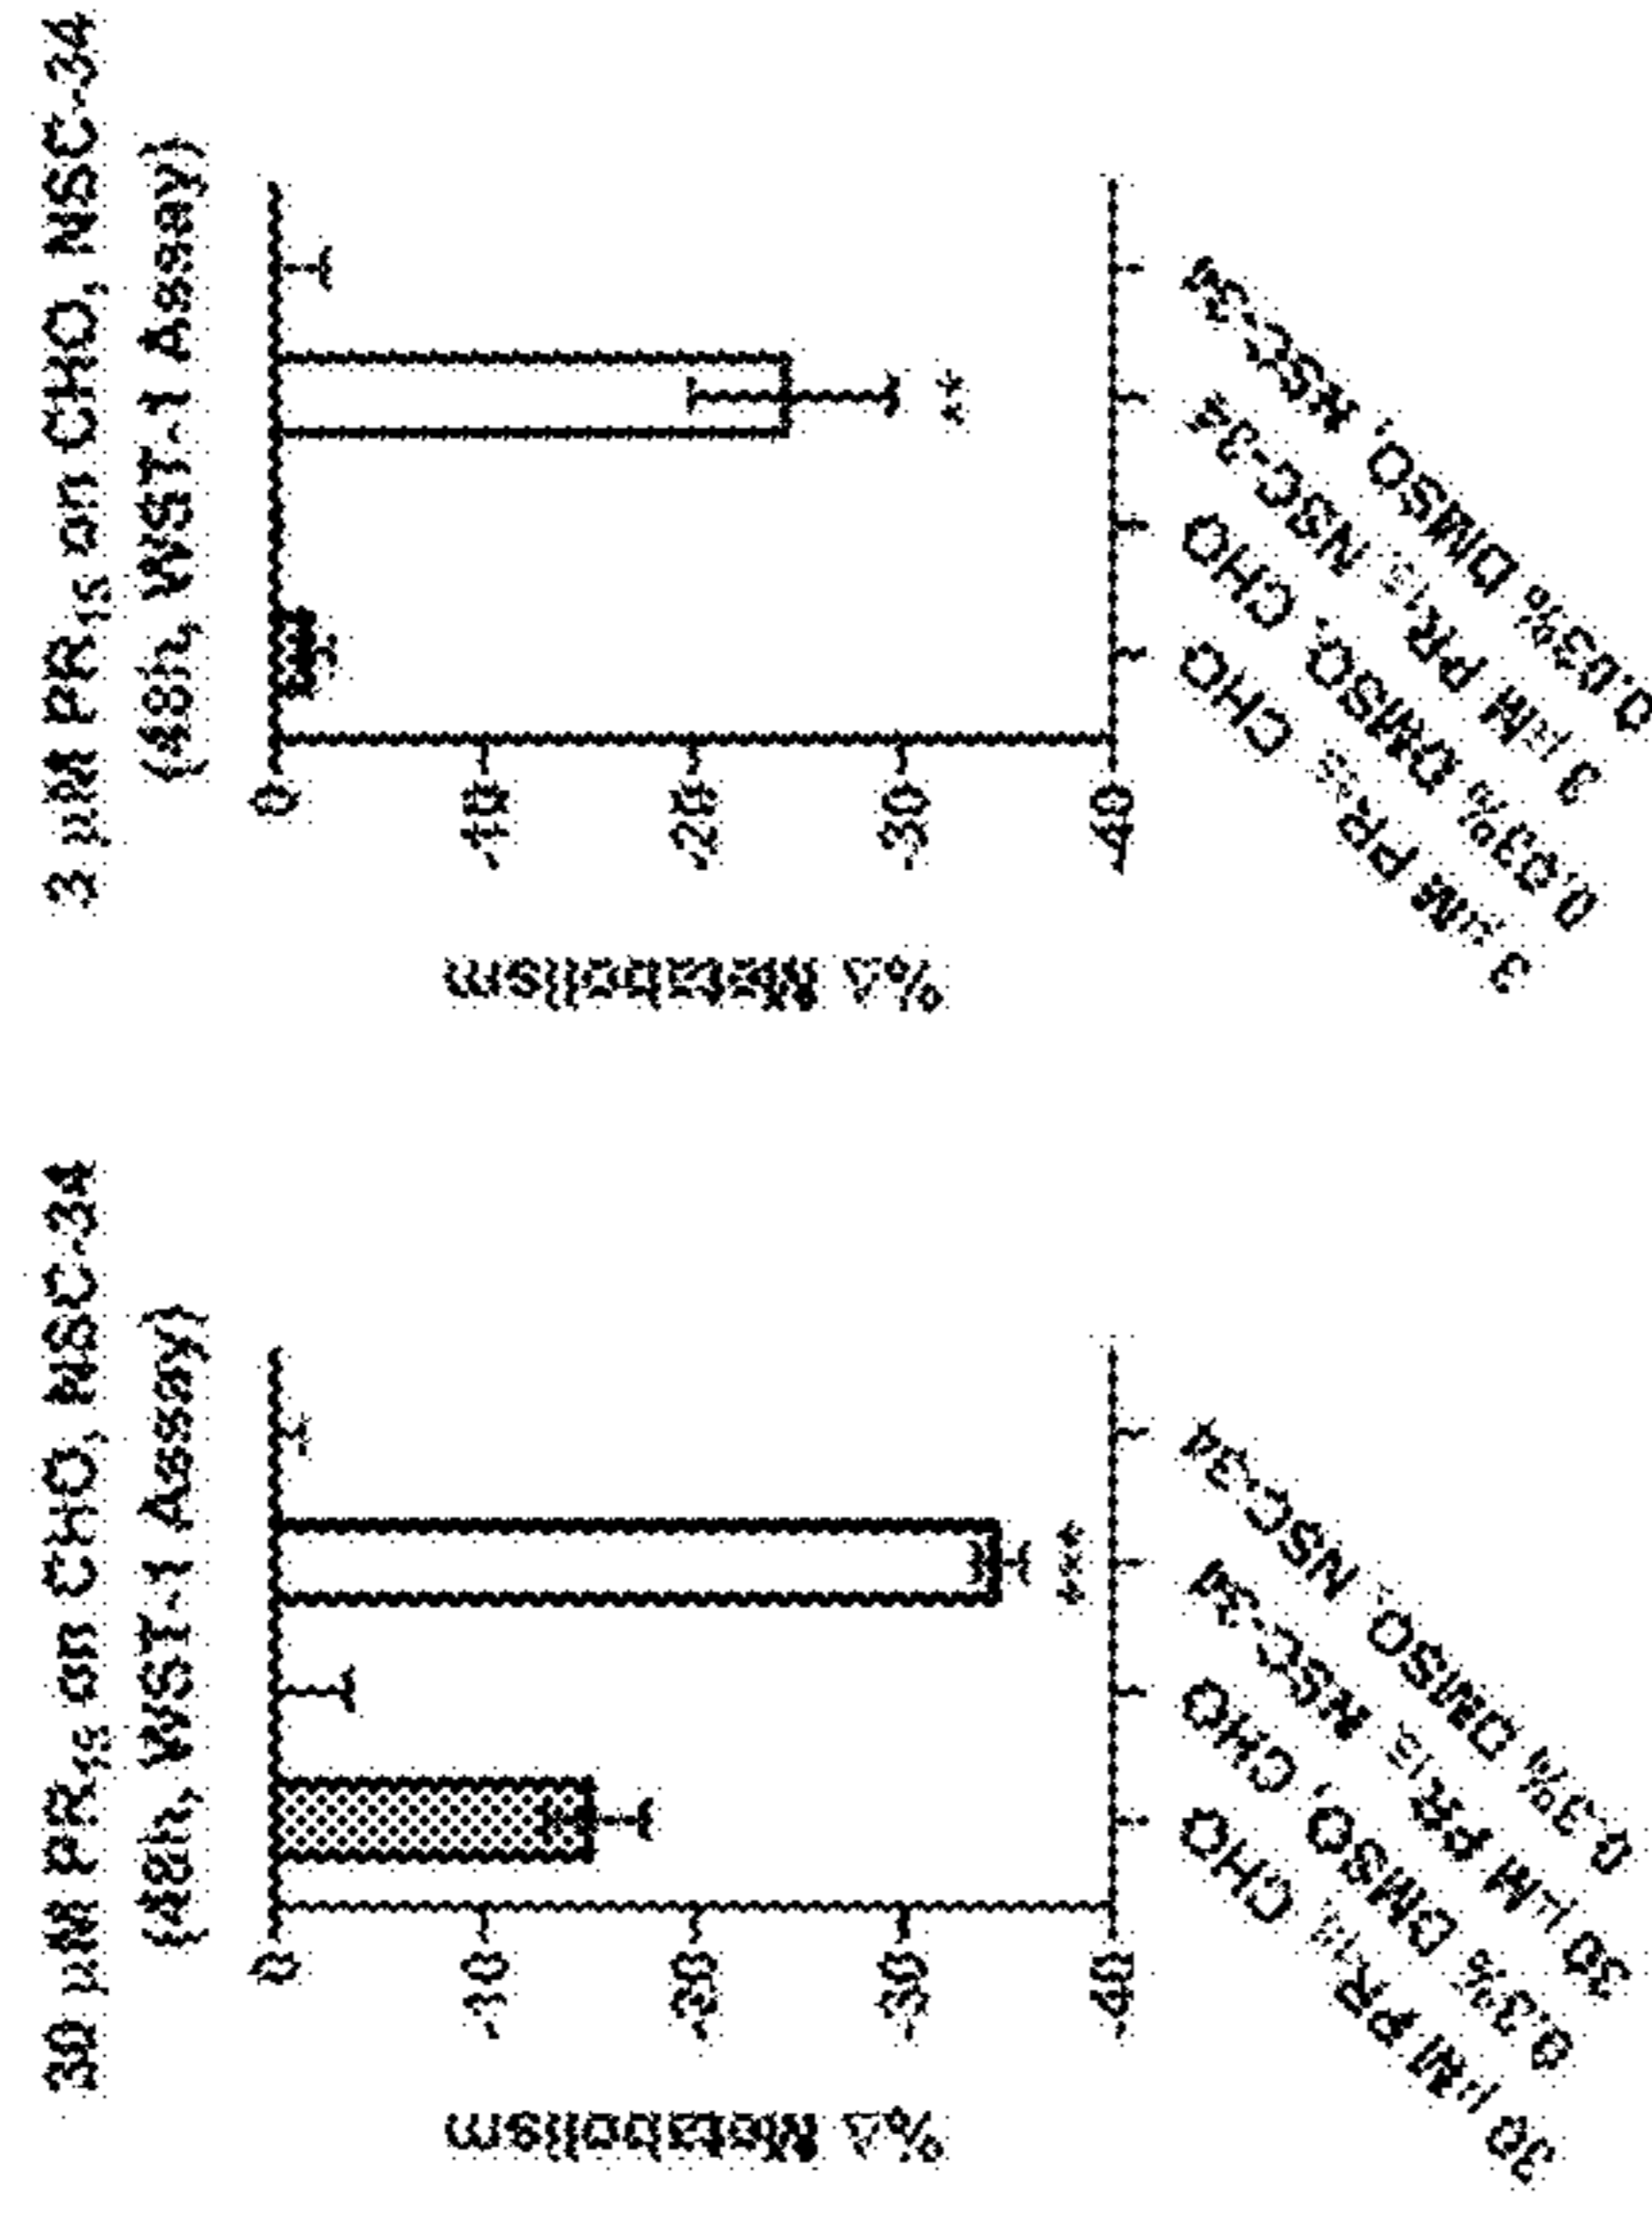 30 µM PR₁₅ on CHO, NSC-34
(48h, WST-1 Assay)
% Δ Metabolism
0
-10
-20
-30
-40
***
30 µM PR₁₅ CHO
0.3% DMSO, CHO
30 µM PR₁₅ NSC-34
0.3% DMSO, NSC-34
3 µM PR₁₅ on CHO, NSC-34
(48h, WST-1 Assay)
% Δ Metabolism
0
-10
-20
-30
-40
**
3 µM PR₁₅ CHO
0.03% DMSO, CHO
3 µM PR₁₅ NSC-34
0.03% DMSO, NSC-34